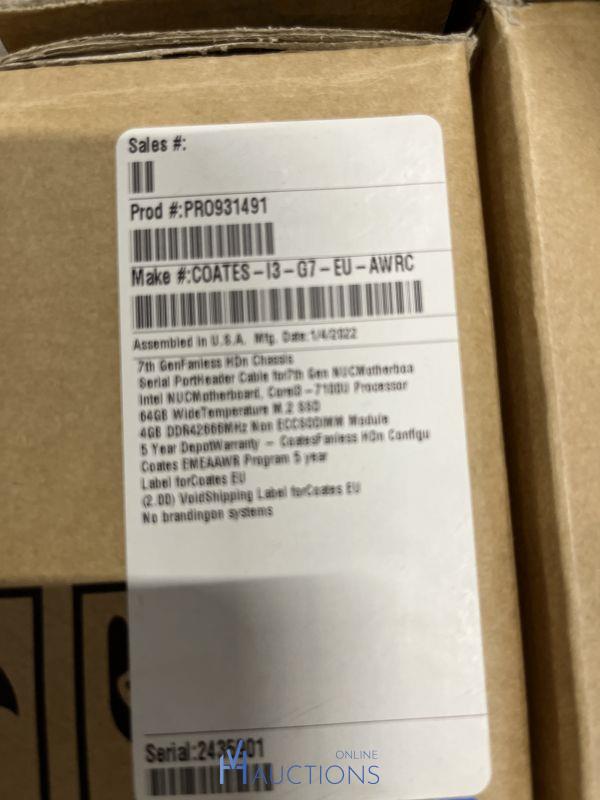 Sales #:
Prod #:PRO931491
Make #:COATES-I3-G7-EU-AWRC
Assembled in U.S.A. Mfg. Date:1/4/2022
7th GenFanless HDn Chassis
Serial PortHeader Cable for7th Gen NUCMotherboa
Intel NUCMotherboard, CoreI3 - 7100U Processor
64GB WideTemperature M.2 SSD
4GB DDR42666MHz Non ECCSODIMM Module
5 Year DepotWarranty - CoatesFanless HDn Configu
Coates EMEAAWR Program 5 year
Label forCoates EU
(2.00) VoidShipping Label forCoates EU
No brandingon systems
Serial:
ONLINE
AUCTIONS